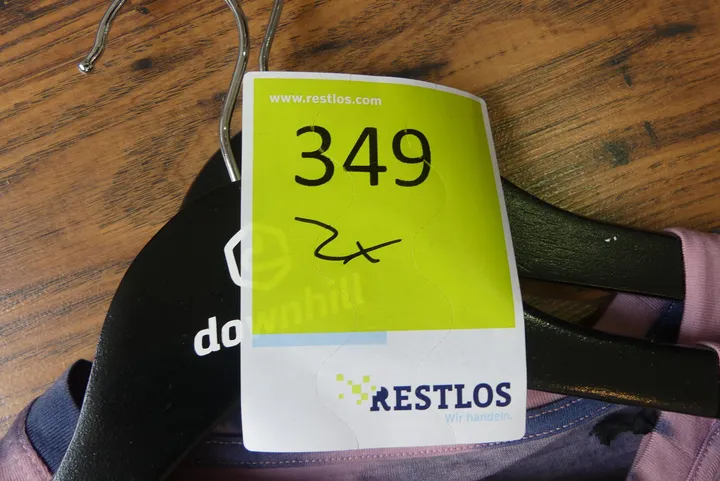 www.restlos.com
349
2x
downhill
RESTLOS
Wir handeln.